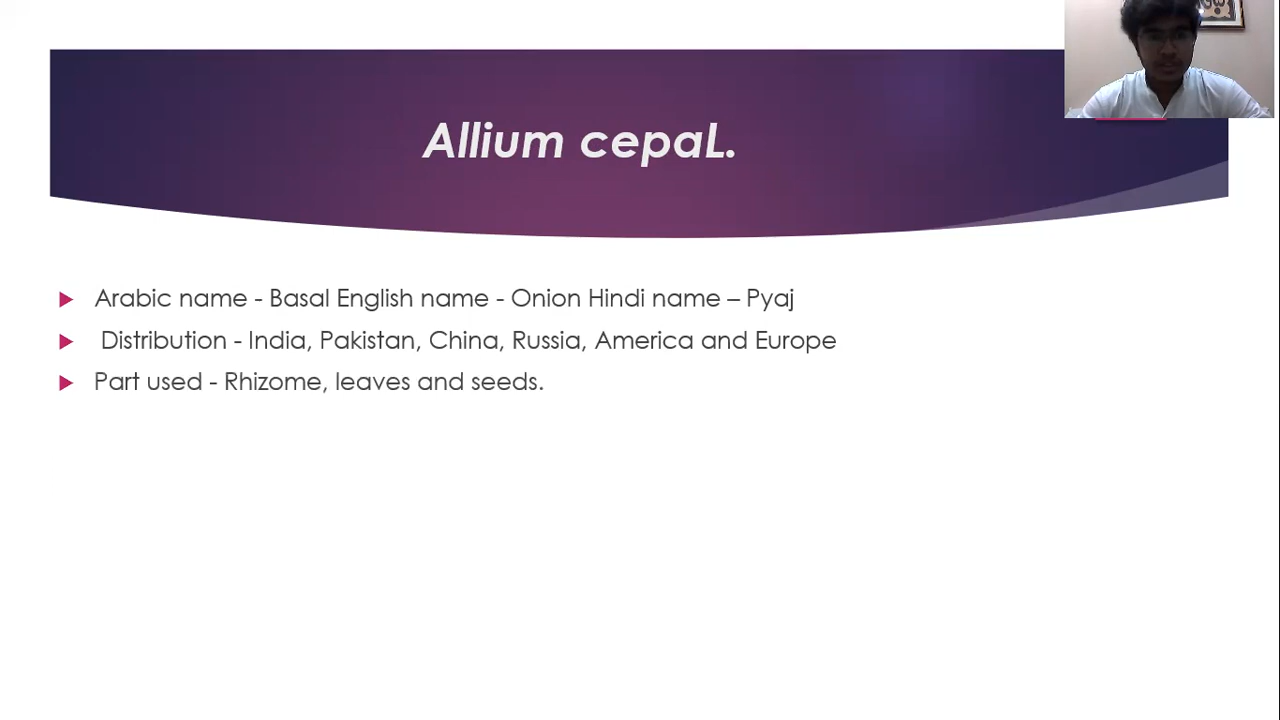 Allium cepaL.
Arabic name - Basal English name - Onion Hindi name – Pyaj
Distribution - India, Pakistan, China, Russia, America and Europe
Part used - Rhizome, leaves and seeds.